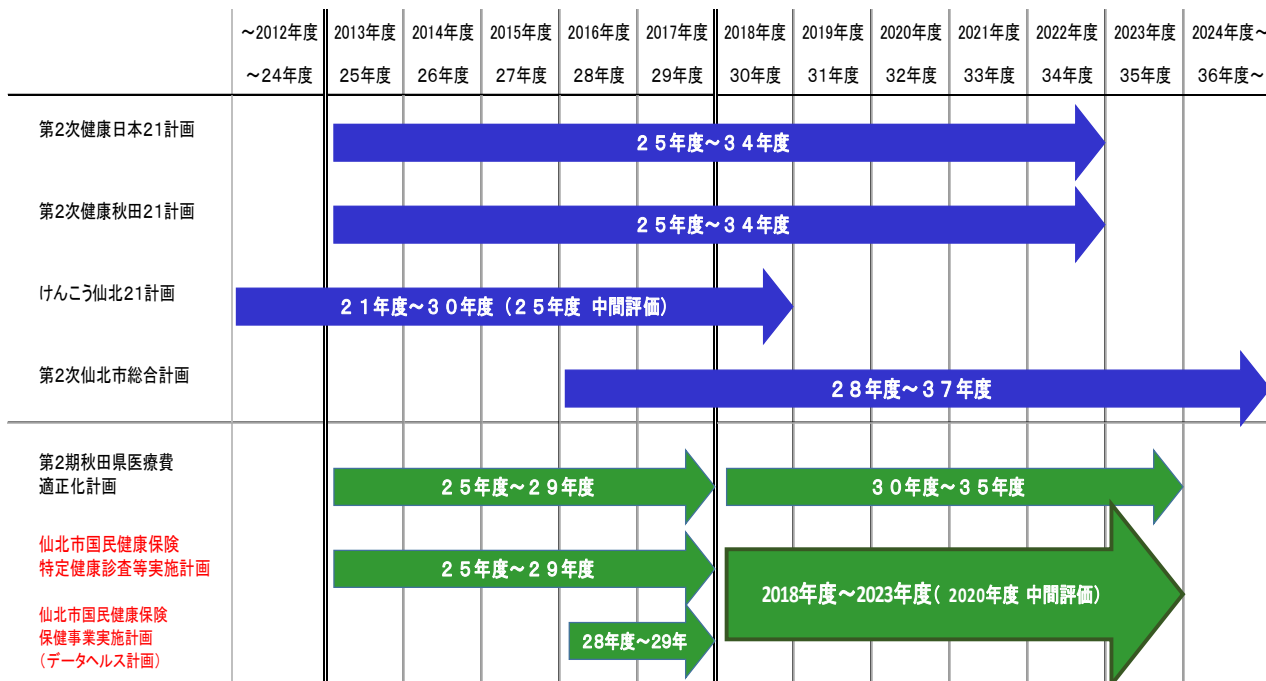 ～2012年度 2013年度 2014年度 2015年度 2016年度 2017年度 2018年度 2019年度 2020年度 2021年度 2022年度 2023年度 2024年度～
～24年度 25年度 26年度 27年度 28年度 29年度 30年度 31年度 32年度 33年度 34年度 35年度 36年度～
第2次健康日本21計画
２５年度～３４年度
第2次健康秋田21計画
２５年度～３４年度
けんこう仙北21計画
２１年度～３０年度（２５年度 中間評価）
第2次仙北市総合計画
２８年度～３７年度
第2期秋田県医療費
適正化計画
２５年度～２９年度
３０年度～３５年度
仙北市国民健康保険
特定健康診査等実施計画
２５年度～２９年度
2018年度～2023年度( 2020年度 中間評価)
仙北市国民健康保険
保健事業実施計画
(データヘルス計画)
28年度～29年